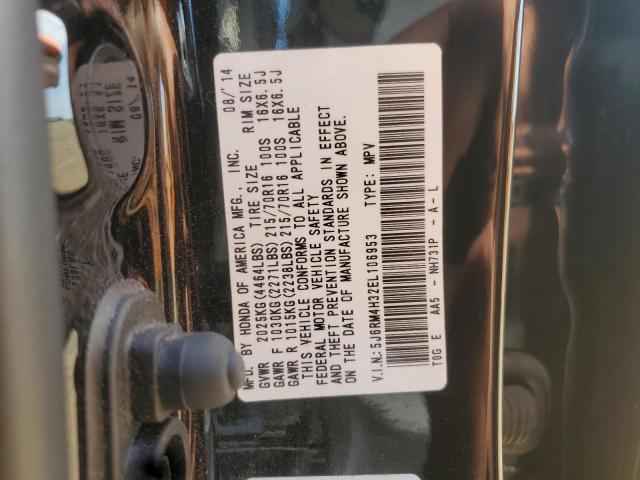 MFD. BY HONDA OF AMERICA MFG., INC. 08/'14
GVWR 2025KG(4464LBS) TIRE SIZE RIM SIZE
GAWR F 1030KG(2271LBS) 215/70R16 100S 16X6.5J
GAWR R 1015KG(2238LBS) 215/70R16 100S 16X6.5J
THIS VEHICLE CONFORMS TO ALL APPLICABLE
FEDERAL MOTOR VEHICLE SAFETY
AND THEFT PREVENTION STANDARDS IN EFFECT
ON THE DATE OF MANUFACTURE SHOWN ABOVE.
V.I.N.:5J6RM4H32EL106953 TYPE: MPV
T0G E AA5 - NH731P - A - L